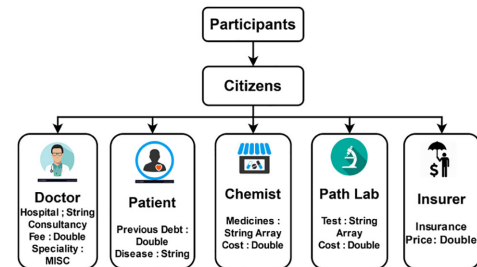 Participants
Citizens
Doctor
Hospital ; String
Consultancy
Fee : Double
Speciality :
MISC
Patient
Previous Debt :
Double
Disease : String
Chemist
Medicines :
String Array
Cost : Double
Path Lab
Test : String
Array
Cost : Double
Insurer
Insurance
Price: Double